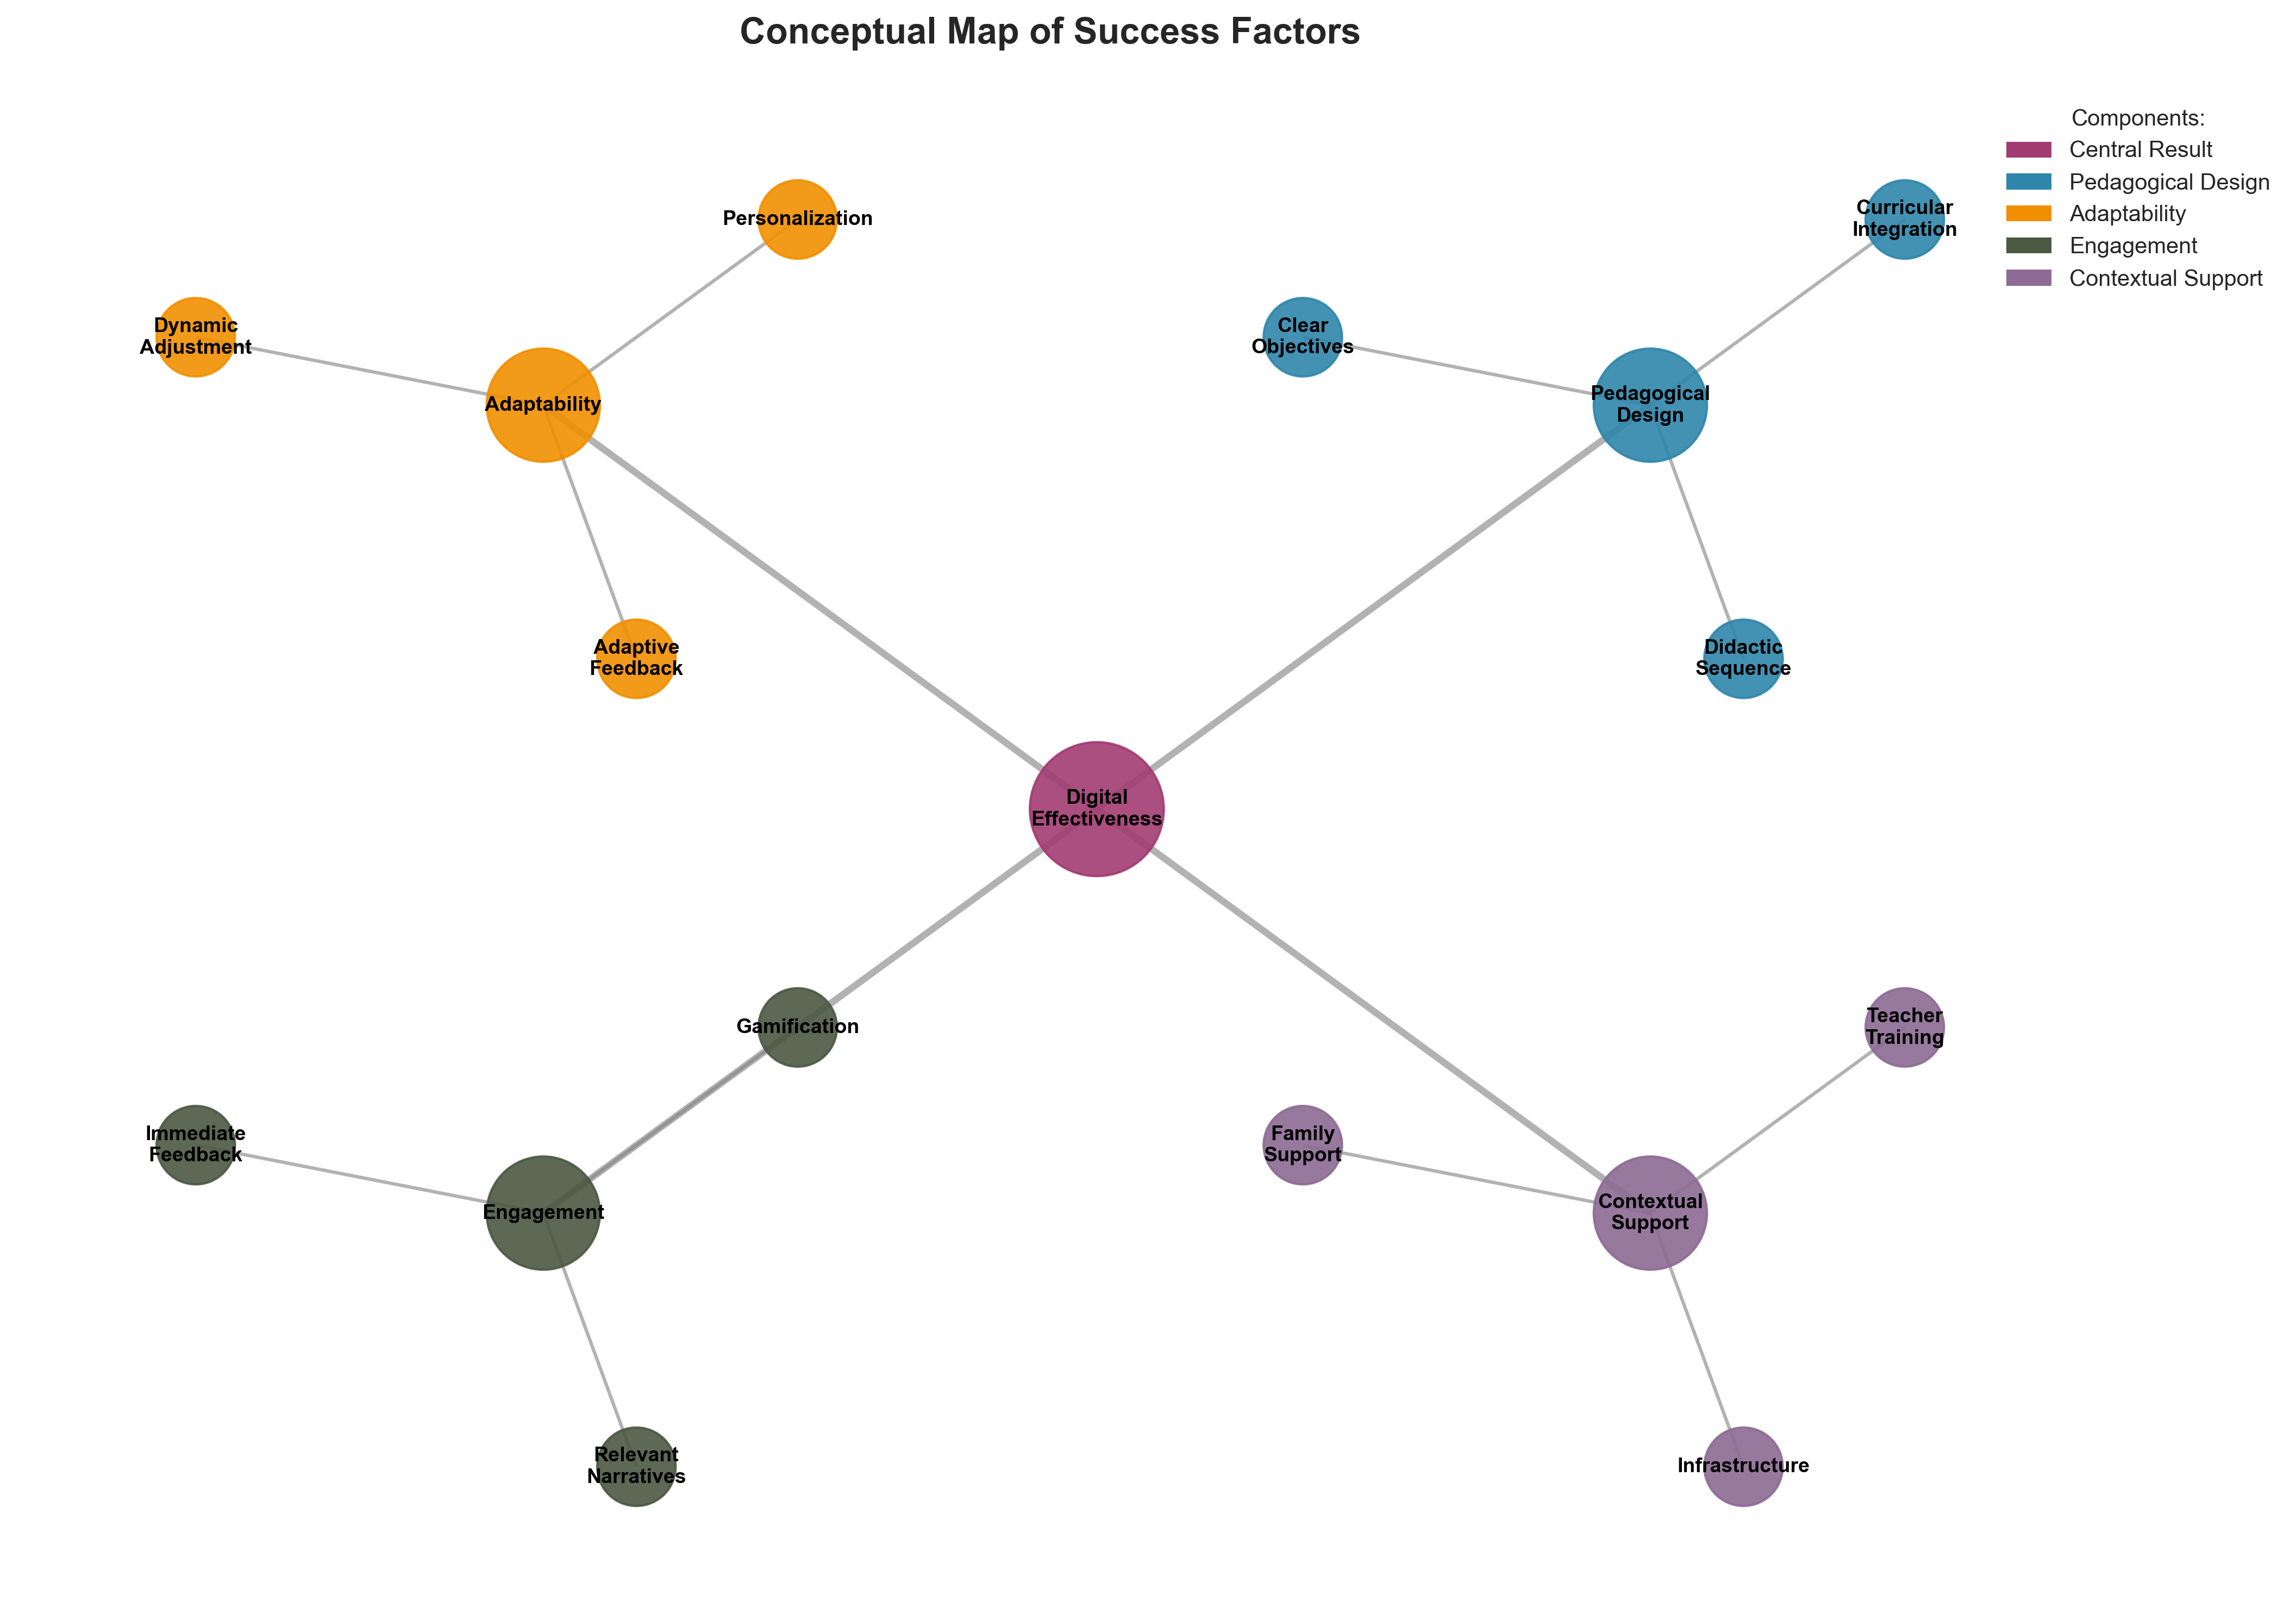 Conceptual Map of Success Factors
Components:
Central Result
Pedagogical Design
Adaptability
Engagement
Contextual Support
Personalization
Dynamic
Adjustment
Adaptability
Adaptive
Feedback
Curricular
Integration
Clear
Objectives
Pedagogical
Design
Didactic
Sequence
Digital
Effectiveness
Gamification
Immediate
Feedback
Engagement
Relevant
Narratives
Teacher
Training
Family
Support
Contextual
Support
Infrastructure